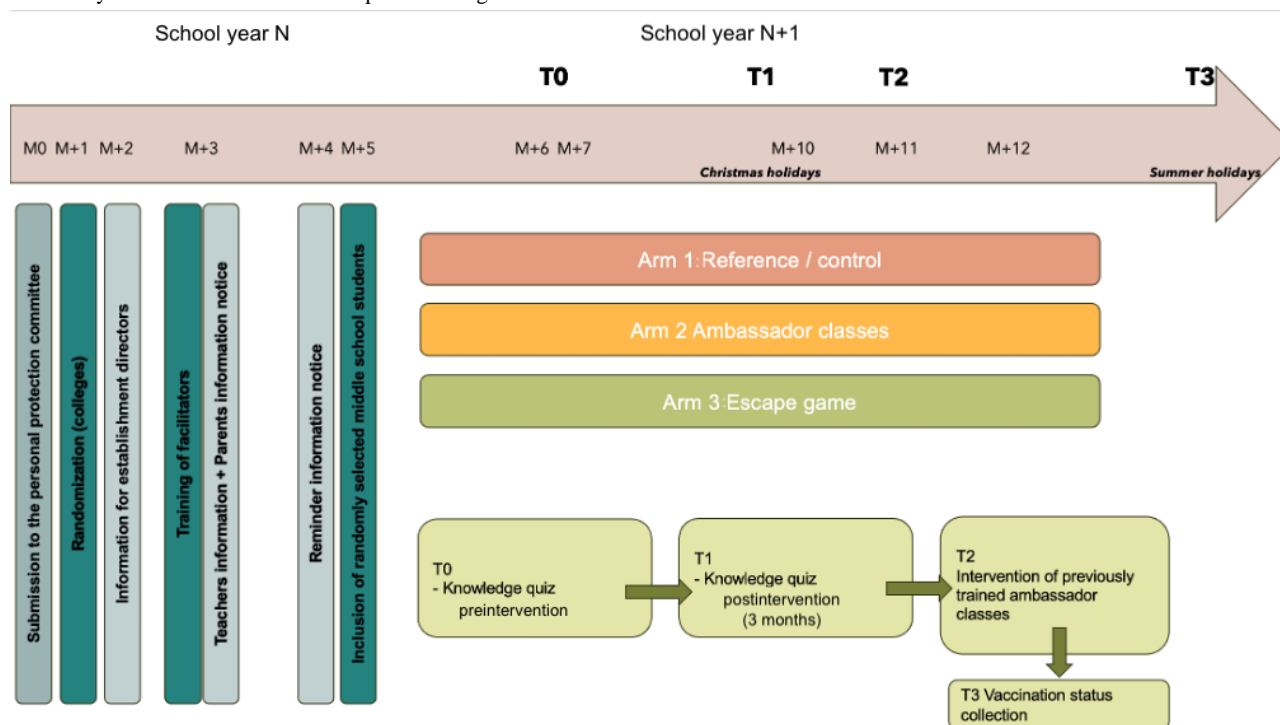 School year N
School year N+1
T0
T1
T2
T3
M0 M+1 M+2 M+3 M+4 M+5 M+6 M+7 M+10 M+11 M+12
Christmas holidays
Summer holidays
Submission to the personal protection committee
Randomization (colleges)
Information for establishment directors
Training of facilitators
Teachers information + Parents information notice
Reminder information notice
Inclusion of randomly selected middle school students
Arm 1:Reference / control
Arm 2 Ambassador classes
Arm 3:Escape game
T0
- Knowledge quiz
preintervention
T1
- Knowledge quiz
postintervention
(3 months)
T2
Intervention of previously
trained ambassador
classes
T3 Vaccination status
collection